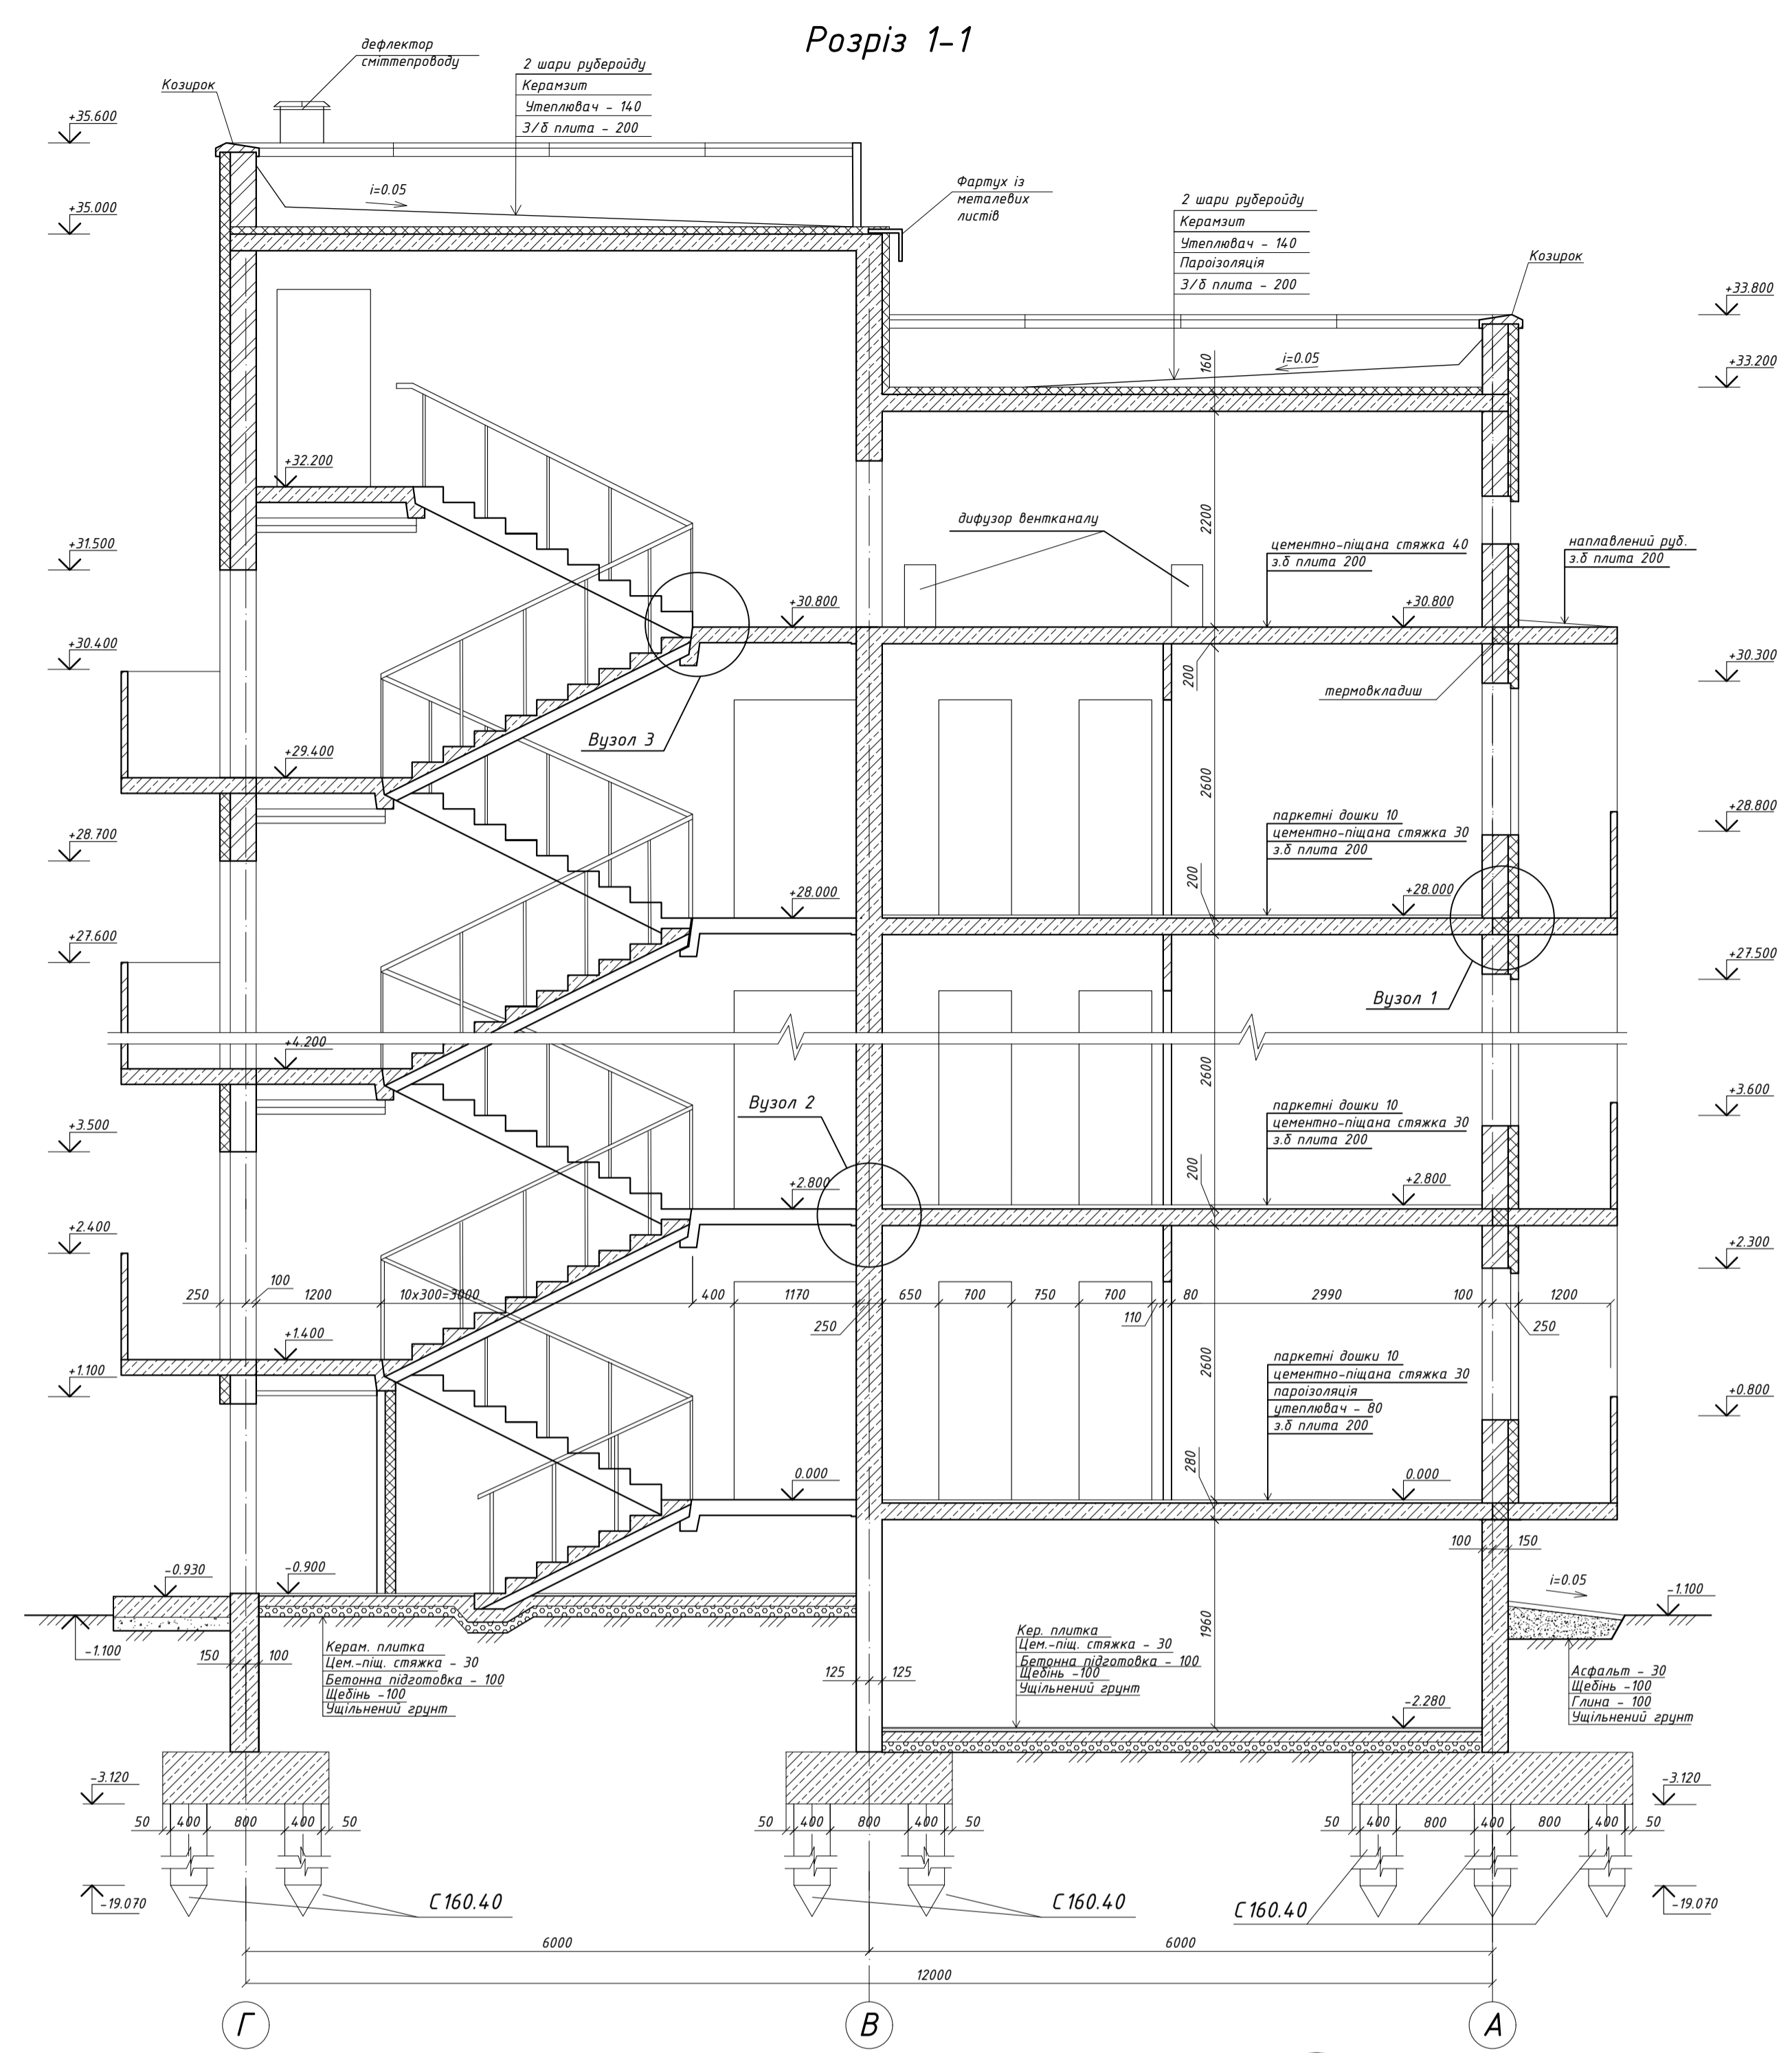 Розріз 1-1
дефлектор
сміттепроводу
Козирок
2 шари руберойду
Керамзит
Утеплювач - 140
З/б плита - 200
+35.600
i=0.05
+35.000
Фартух із
металевих
листів
2 шари руберойду
Керамзит
Утеплювач - 140
Пароізоляція
З/б плита - 200
Козирок
+33.800
i=0.05
+33.200
160
+32.200
2200
+31.500
дифузор вентканалу
цементно-піщана стяжка 40
з.б плита 200
наплавлений руб.
з.б плита 200
+30.800
+30.800
+30.400
200
+30.300
термовкладиш
Вузол 3
+29.400
2600
+28.700
паркетні дошки 10
цементно-піщана стяжка 30
з.б плита 200
+28.800
200
+28.000
+28.000
+27.600
+27.500
Вузол 1
+4.200
2600
Вузол 2
паркетні дошки 10
цементно-піщана стяжка 30
з.б плита 200
+3.600
+3.500
200
+2.800
+2.800
+2.400
+2.300
250
100
1200
10х300=3000
400
1170
250
650
700
750
700
110
80
2990
100
250
1200
+1.400
+1.100
2600
паркетні дошки 10
цементно-піщана стяжка 30
пароізоляція
утеплювач - 80
з.б плита 200
+0.800
280
0.000
0.000
100
150
-0.930
-0.900
i=0.05
-1.100
-1.100
150
100
Керам. плитка
Цем.-піщ. стяжка - 30
Бетонна підготовка - 100
Щебінь -100
Ущільнений грунт
125
125
1960
Кер. плитка
Цем.-піщ. стяжка - 30
Бетонна підготовка - 100
Щебінь -100
Ущільнений грунт
Асфальт - 30
Щебінь -100
Глина - 100
Ущільнений грунт
-2.280
-3.120
-3.120
50
400
800
400
50
50
400
800
400
50
50
400
800
400
800
400
50
-19.070
С160.40
С160.40
С160.40
-19.070
6000
6000
12000
Г
В
А